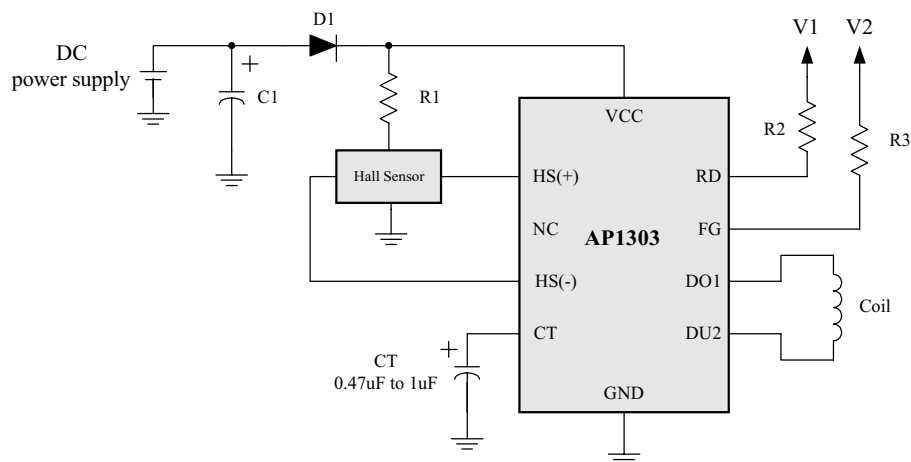 D1
V1
V2
DC
power supply
+
C1
R1
VCC
R2
R3
Hall Sensor
HS(+)
RD
NC
AP1303
FG
HS(-)
DO1
Coil
CT
DU2
+
CT
0.47uF to 1uF
GND